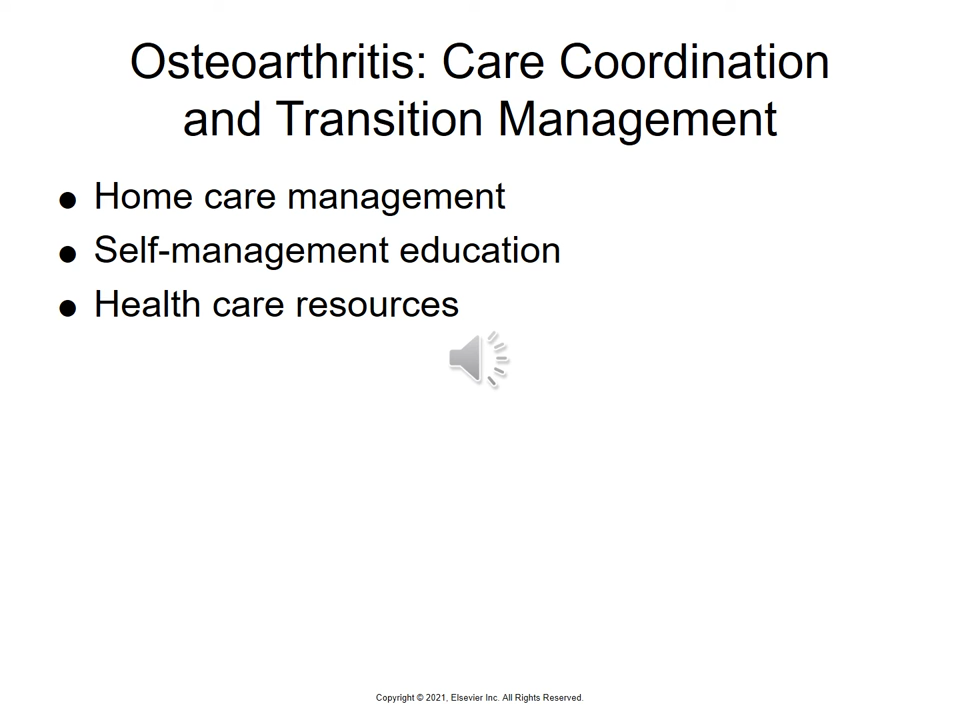 Osteoarthritis: Care Coordination
and Transition Management
● Home care management
● Self-management education
● Health care resources
Copyright © 2021, Elsevier Inc. All Rights Reserved.